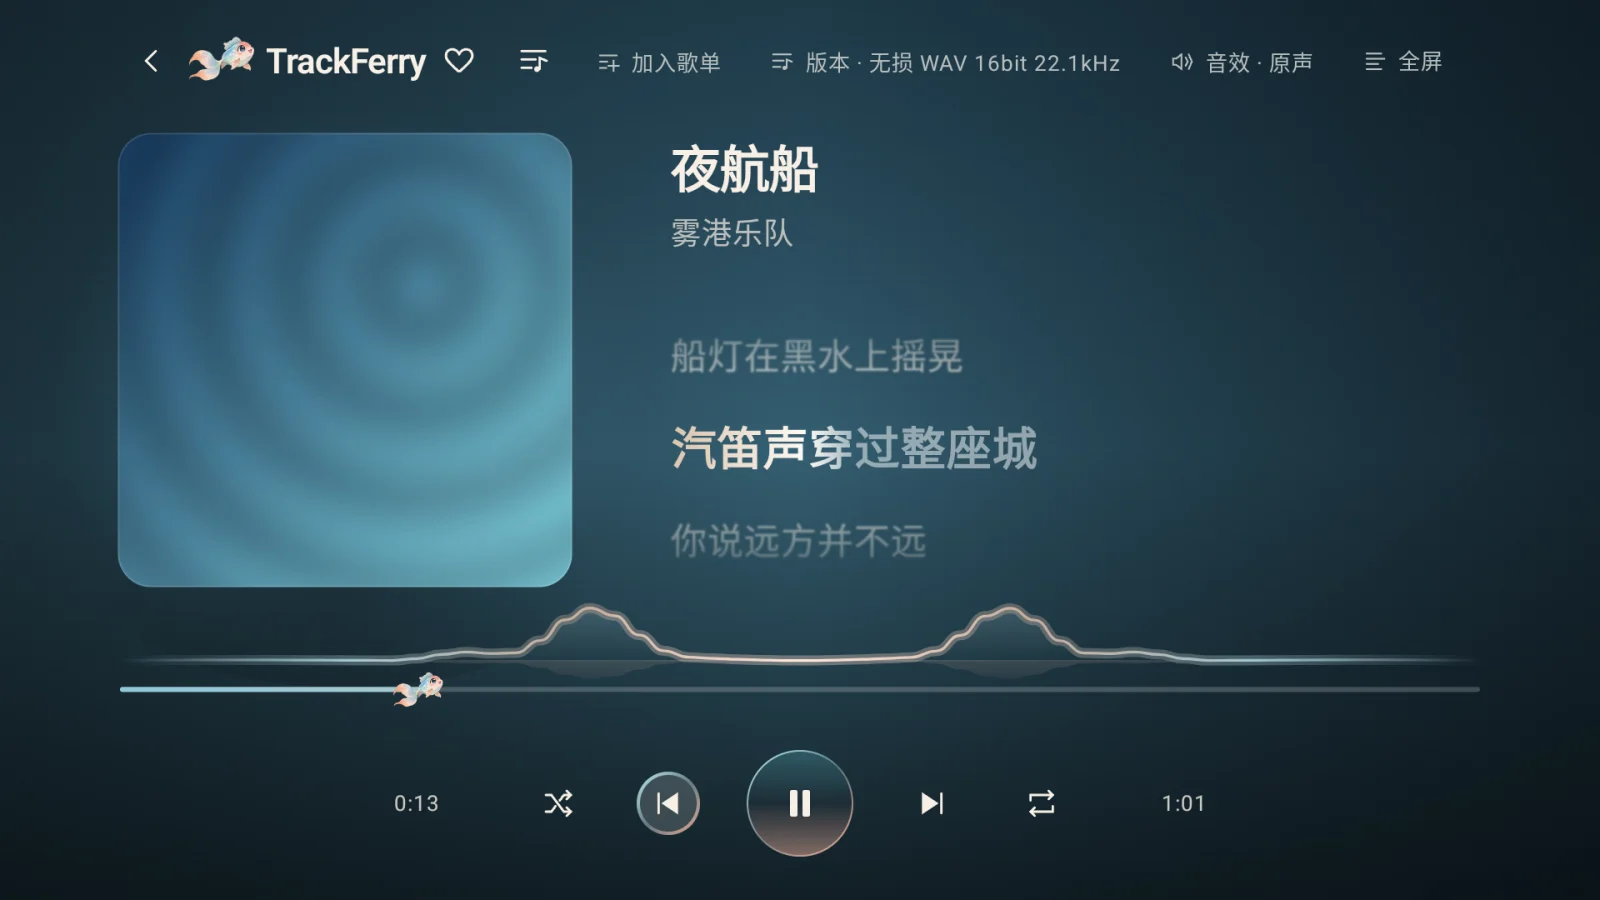 TrackFerry
加入歌单
版本 · 无损 WAV 16bit 22.1kHz
音效 · 原声
全屏
夜航船
雾港乐队
船灯在黑水上摇晃
汽笛声穿过整座城
你说远方并不远
0:13
1:01